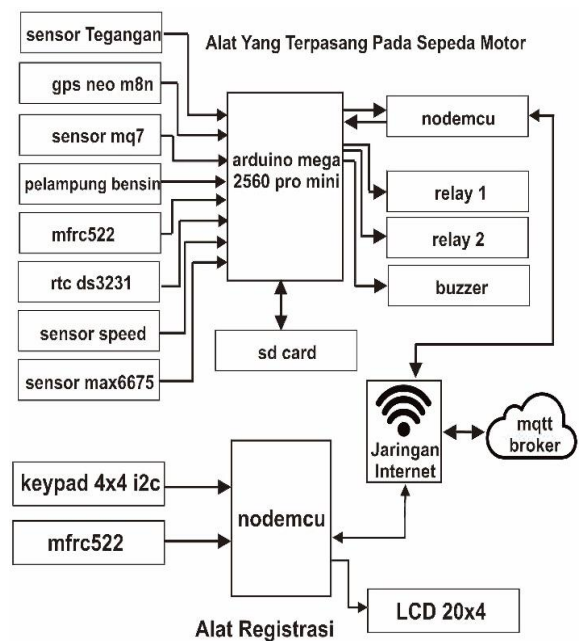 sensor Tegangan
Alat Yang Terpasang Pada Sepeda Motor
gps neo m8n
sensor mq7
pelampung bensin
mfrc522
rtc ds3231
sensor speed
sensor max6675
arduino mega
2560 pro mini
nodemcu
relay 1
relay 2
buzzer
sd card
Jaringan
Internet
mqtt
broker
keypad 4x4 i2c
mfrc522
nodemcu
LCD 20x4
Alat Registrasi